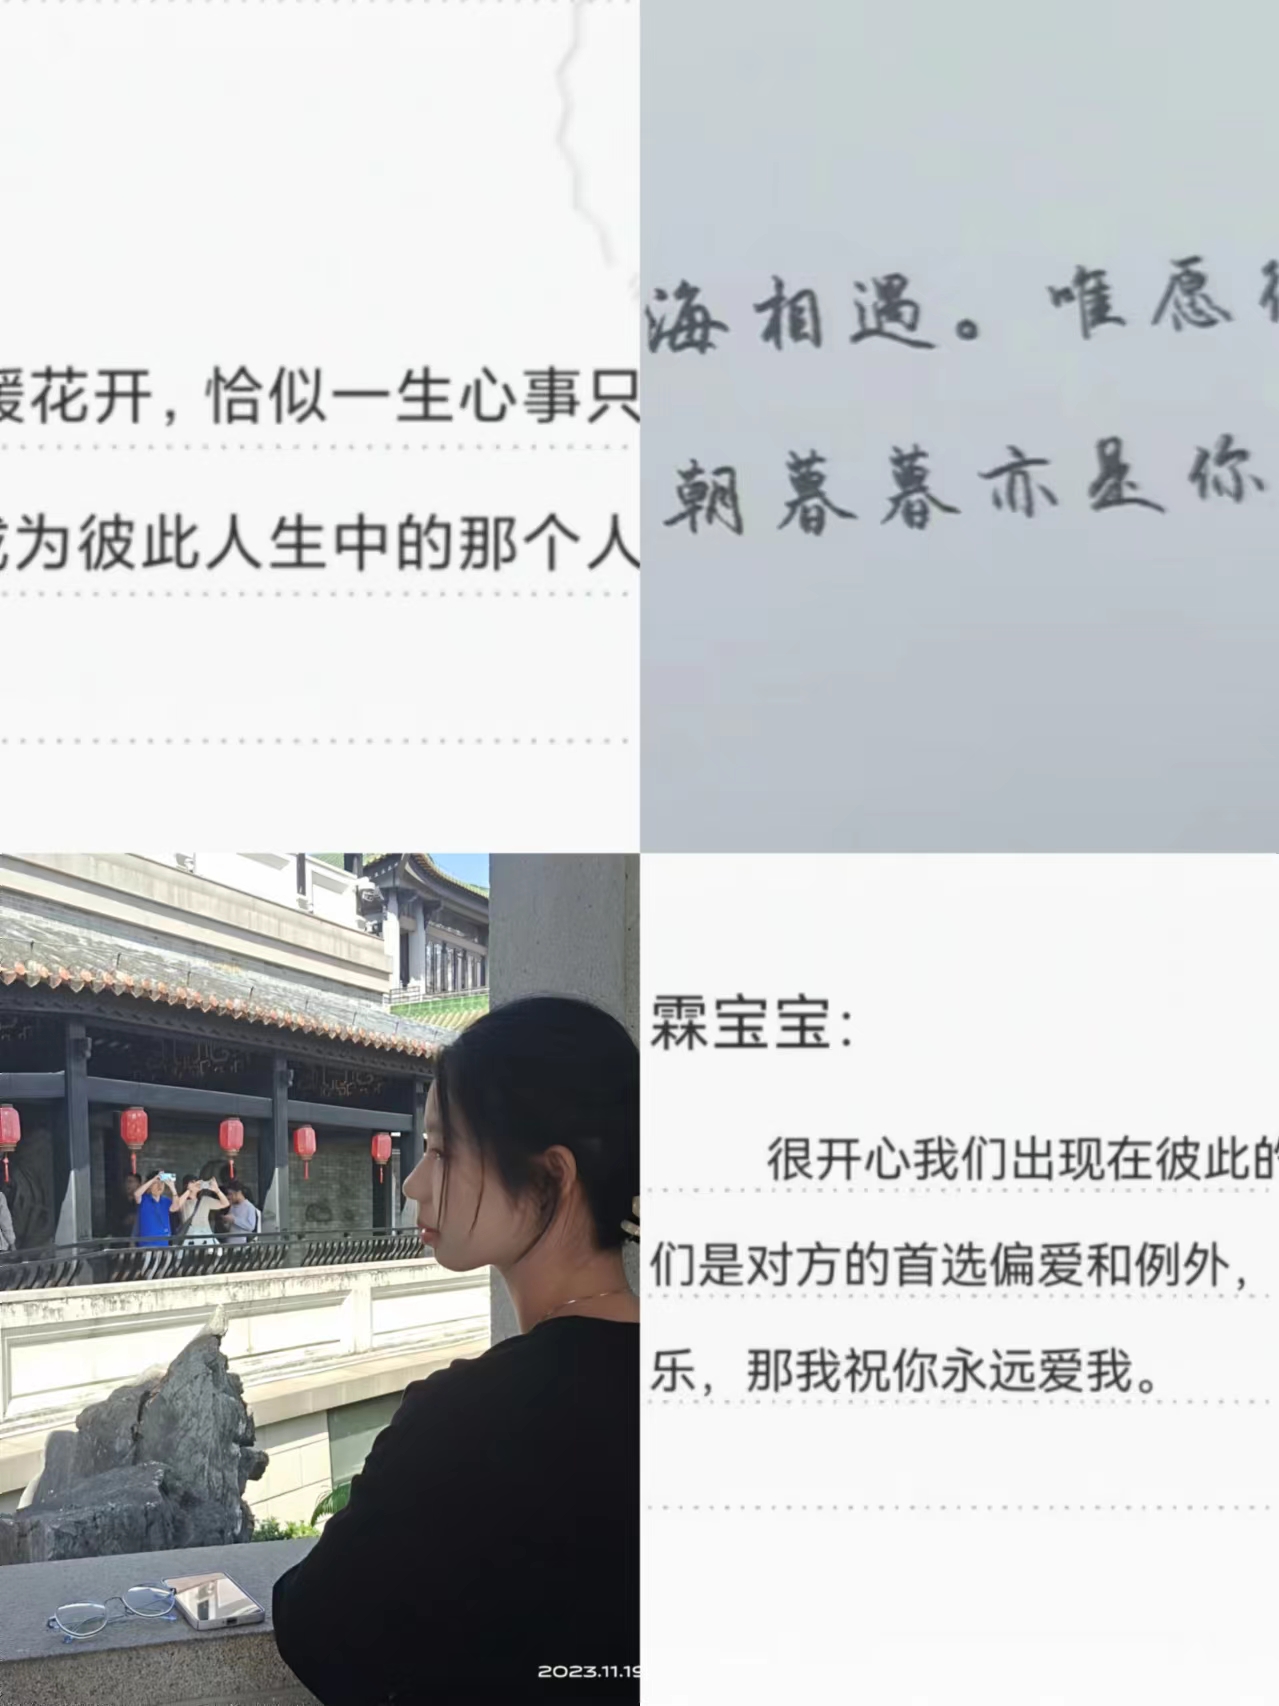 暖花开，恰似一生心事只
成为彼此人生中的那个人
海相遇。唯愿
朝暮暮亦是你
2023.11.19
霖宝宝：
很开心我们出现在彼此的
们是对方的首选偏爱和例外，
乐，那我祝你永远爱我。